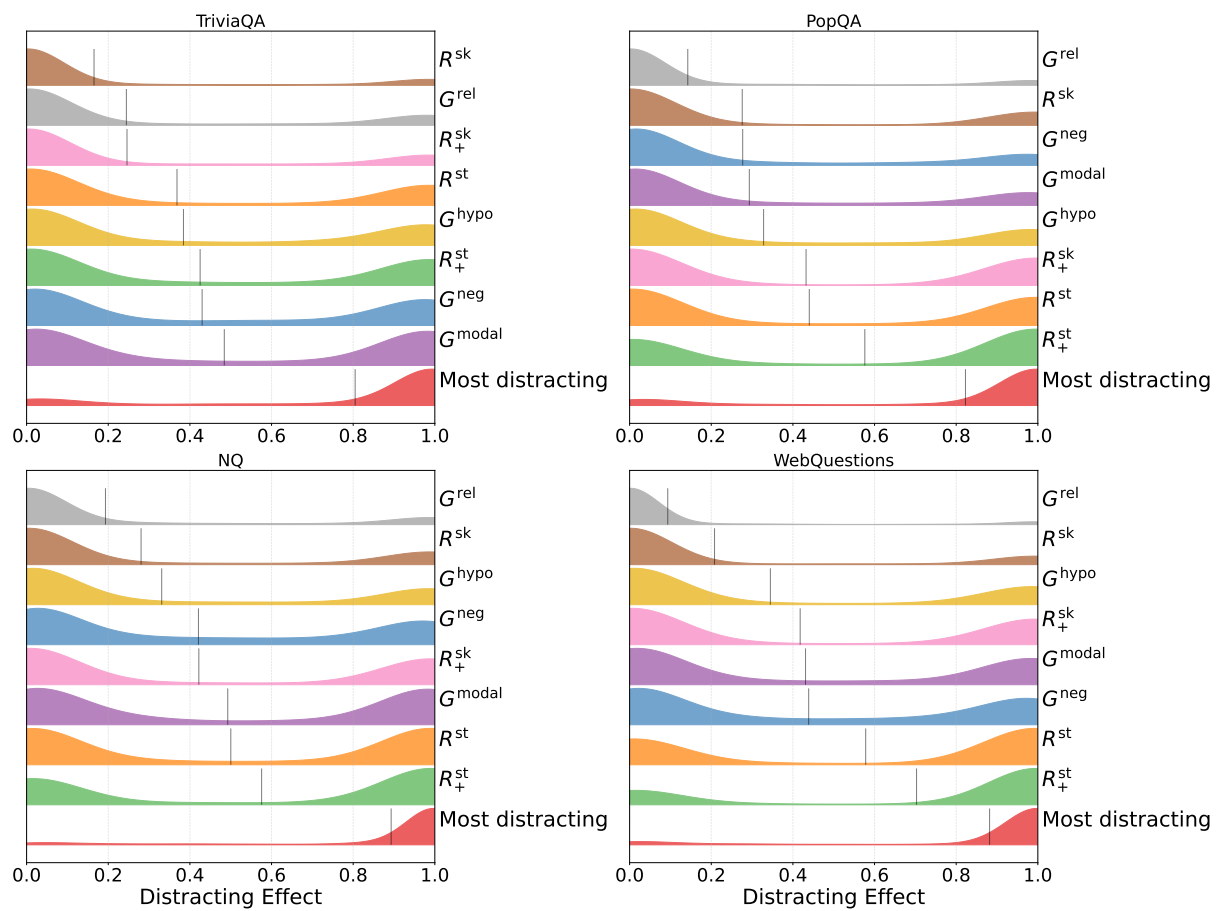 TriviaQA
R^sk
G^rel
R_+^sk
R^st
G^hypo
R_+^st
G^neg
G^modal
Most distracting
0.0 0.2 0.4 0.6 0.8 1.0
PopQA
G^rel
R^sk
G^neg
G^modal
G^hypo
R_+^sk
R^st
R_+^st
Most distracting
0.0 0.2 0.4 0.6 0.8 1.0
NQ
G^rel
R^sk
G^hypo
G^neg
R_+^sk
G^modal
R^st
R_+^st
Most distracting
0.0 0.2 0.4 0.6 0.8 1.0
Distracting Effect
WebQuestions
G^rel
R^sk
G^hypo
R_+^sk
G^modal
G^neg
R^st
R_+^st
Most distracting
0.0 0.2 0.4 0.6 0.8 1.0
Distracting Effect